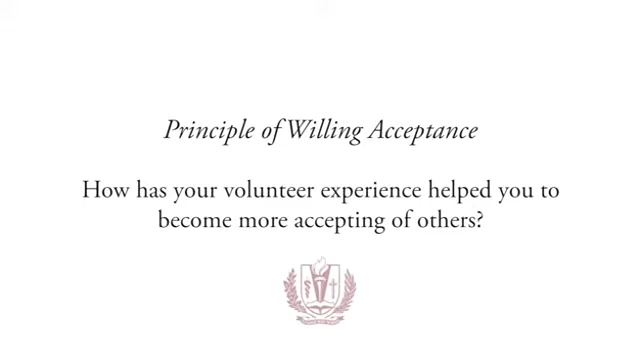 Principle of Willing Acceptance
How has your volunteer experience helped you to
become more accepting of others?